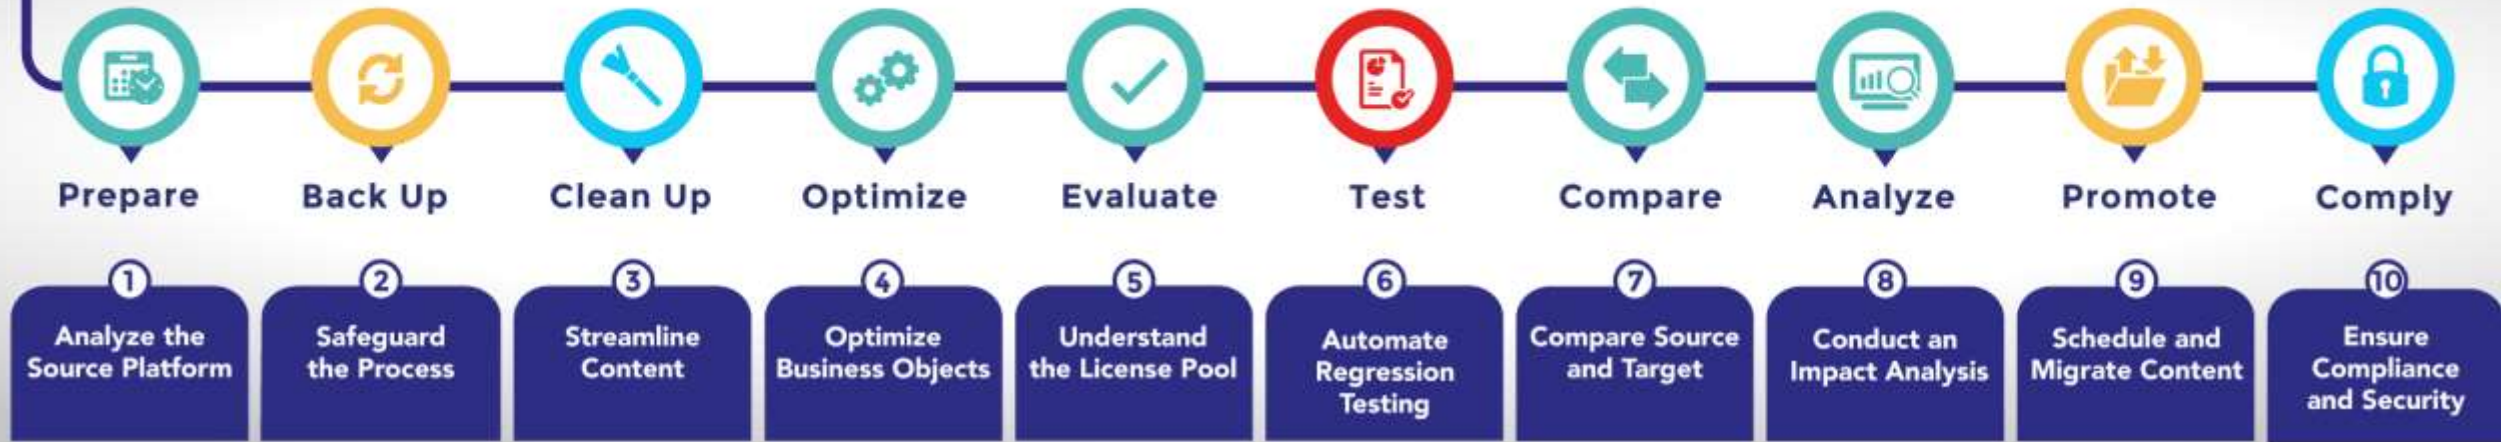 Prepare
Back Up
Clean Up
Optimize
Evaluate
Test
Compare
Analyze
Promote
Comply
1
Analyze the
Source Platform
2
Safeguard
the Process
3
Streamline
Content
4
Optimize
Business Objects
5
Understand
the License Pool
6
Automate
Regression
Testing
7
Compare Source
and Target
8
Conduct an
Impact Analysis
9
Schedule and
Migrate Content
10
Ensure
Compliance
and Security